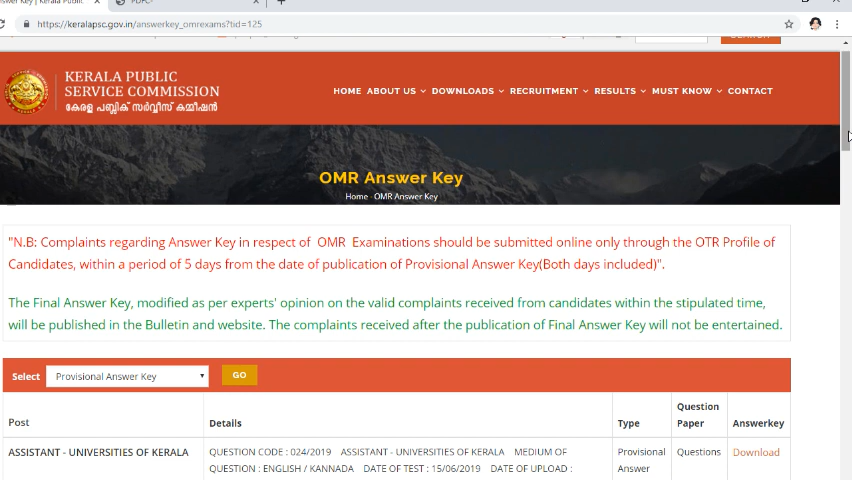 https://keralapsc.gov.in/answerkey_omrexams?tid=125
KERALA PUBLIC
SERVICE COMMISSION
കേരള പബ്ലിക് സർവ്വീസ് കമ്മീഷൻ
HOME ABOUT US DOWNLOADS RECRUITMENT RESULTS MUST KNOW CONTACT
OMR Answer Key
Home - OMR Answer Key
"N.B: Complaints regarding Answer Key in respect of OMR Examinations should be submitted online only through the OTR Profile of
Candidates, within a period of 5 days from the date of publication of Provisional Answer Key(Both days included)".
The Final Answer Key, modified as per experts' opinion on the valid complaints received from candidates within the stipulated time,
will be published in the Bulletin and website. The complaints received after the publication of Final Answer Key will not be entertained.
Select Provisional Answer Key GO
Post Details Type Question Paper Answerkey
ASSISTANT - UNIVERSITIES OF KERALA QUESTION CODE : 024/2019 ASSISTANT - UNIVERSITIES OF KERALA MEDIUM OF Provisional Questions Download
QUESTION : ENGLISH / KANNADA DATE OF TEST : 15/06/2019 DATE OF UPLOAD : Answer